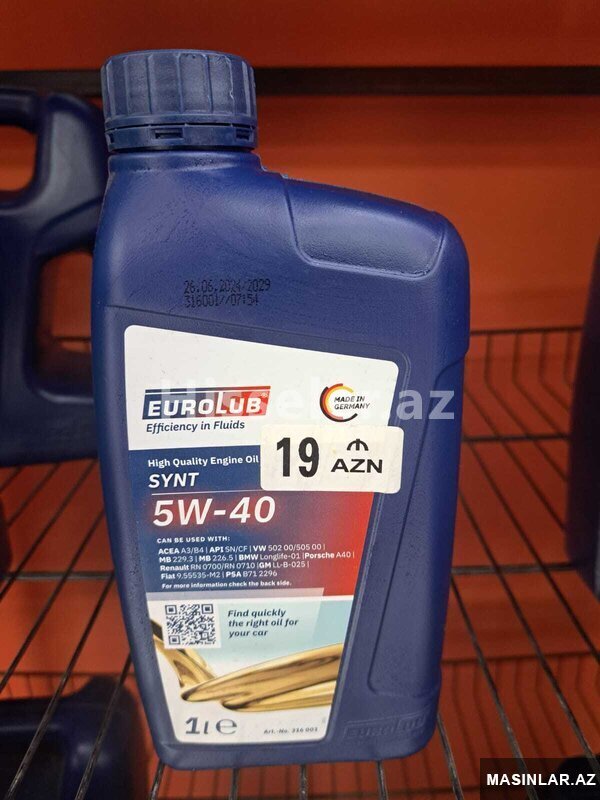 26.06.2024/2029
316001//07:54
EUROLUB®
Efficiency in Fluids
MADE IN
GERMANY
High Quality Engine Oil
19 ₼
AZN
SYNT
5W-40
CAN BE USED WITH:
ACEA A3/B4 | API SN/CF | VW 502 00/505 00 |
MB 229.3 | MB 226.5 | BMW Longlife-01 | Porsche A40 |
Renault RN 0700/RN 0710 | GM LL-B-025 |
Fiat 9.55535-M2 | PSA B71 2296
For more information check the back side.
Find quickly
the right oil for
your car
1 l e
Art.-No. 316 001
EUROLUB
MASINLAR.AZ